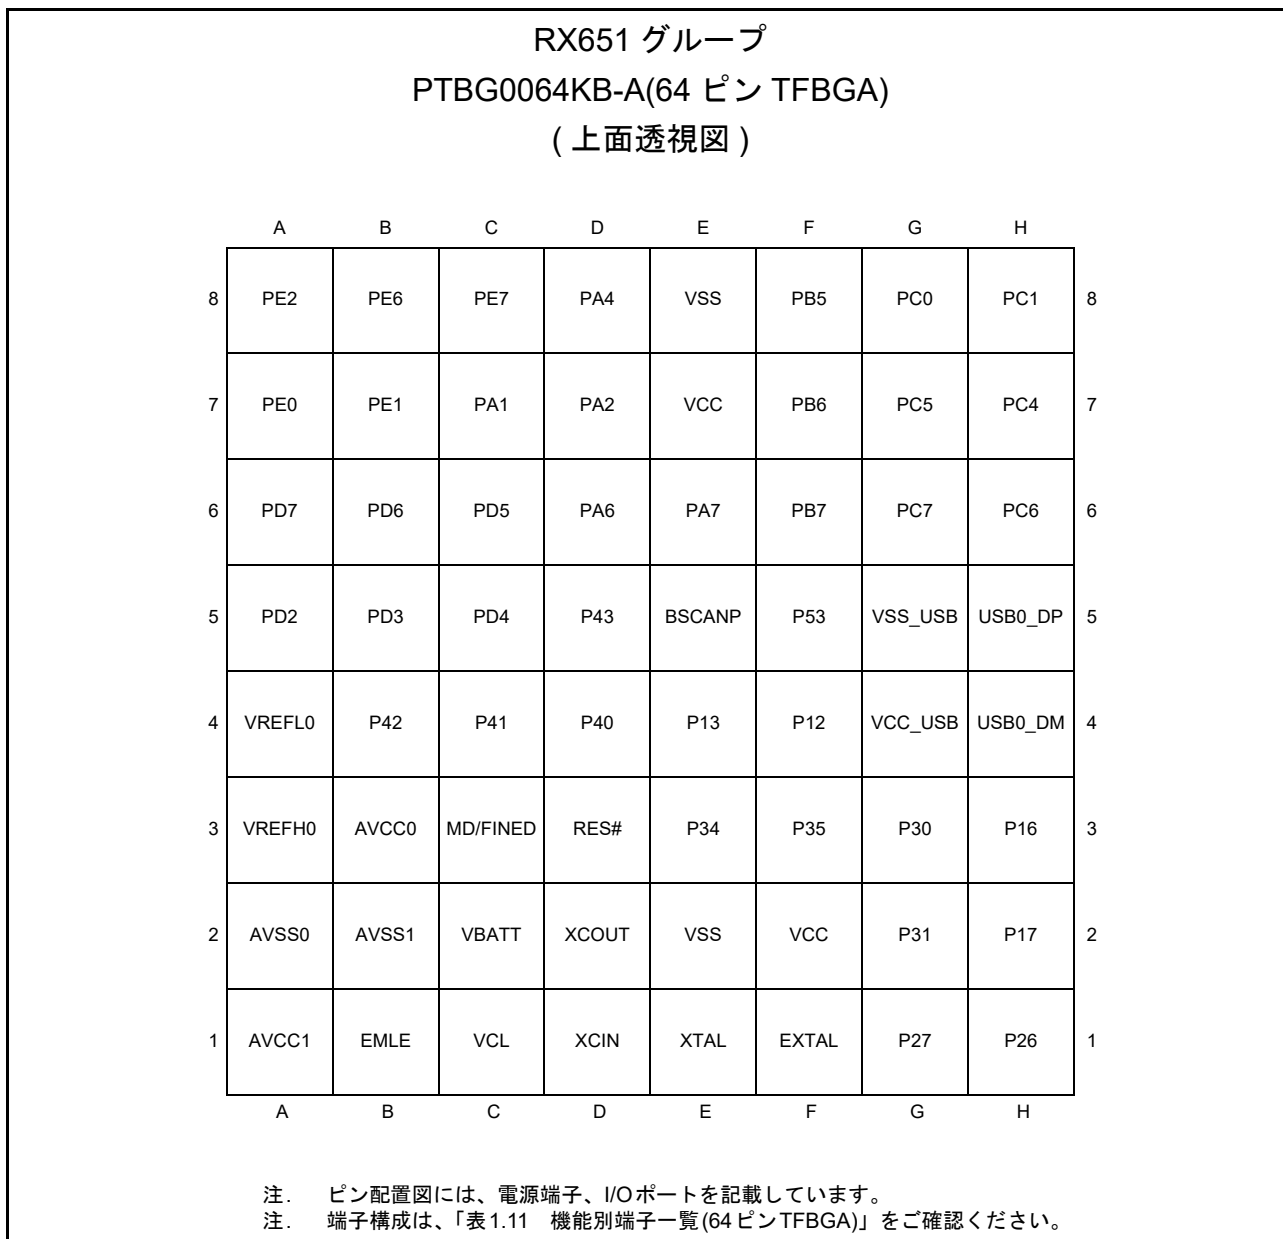 RX651 グループ
PTBG0064KB-A(64 ピン TFBGA)
( 上面透視図 )
A B C D E F G H
8 PE2 PE6 PE7 PA4 VSS PB5 PC0 PC1 8
7 PE0 PE1 PA1 PA2 VCC PB6 PC5 PC4 7
6 PD7 PD6 PD5 PA6 PA7 PB7 PC7 PC6 6
5 PD2 PD3 PD4 P43 BSCANP P53 VSS_USB USB0_DP 5
4 VREFL0 P42 P41 P40 P13 P12 VCC_USB USB0_DM 4
3 VREFH0 AVCC0 MD/FINED RES# P34 P35 P30 P16 3
2 AVSS0 AVSS1 VBATT XCOUT VSS VCC P31 P17 2
1 AVCC1 EMLE VCL XCIN XTAL EXTAL P27 P26 1
A B C D E F G H
注. ピン配置図には、電源端子、I/Oポートを記載しています。
注. 端子構成は、「表1.11 機能別端子一覧(64ピンTFBGA)」をご確認ください。